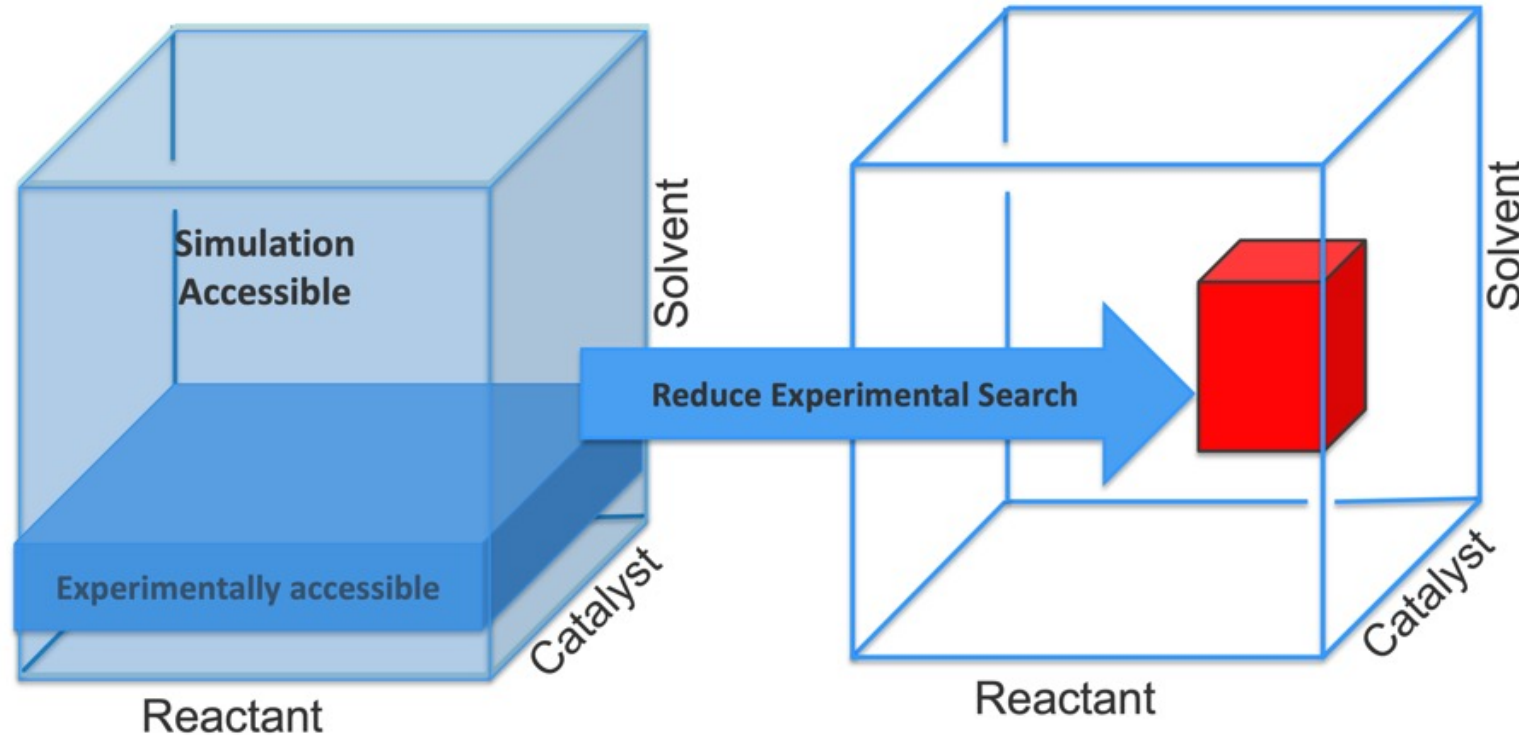 Simulation
Accessible
Solvent
Reduce Experimental Search
Experimentally accessible
Catalyst
Reactant
Solvent
Catalyst
Reactant